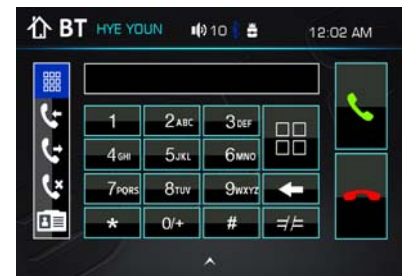 BT HYE YOUN 10 12:02 AM
1 2ABC 3DEF
4GHI 5JKL 6MNO
7PQRS 8TUV 9WXYZ
* 0/+ #